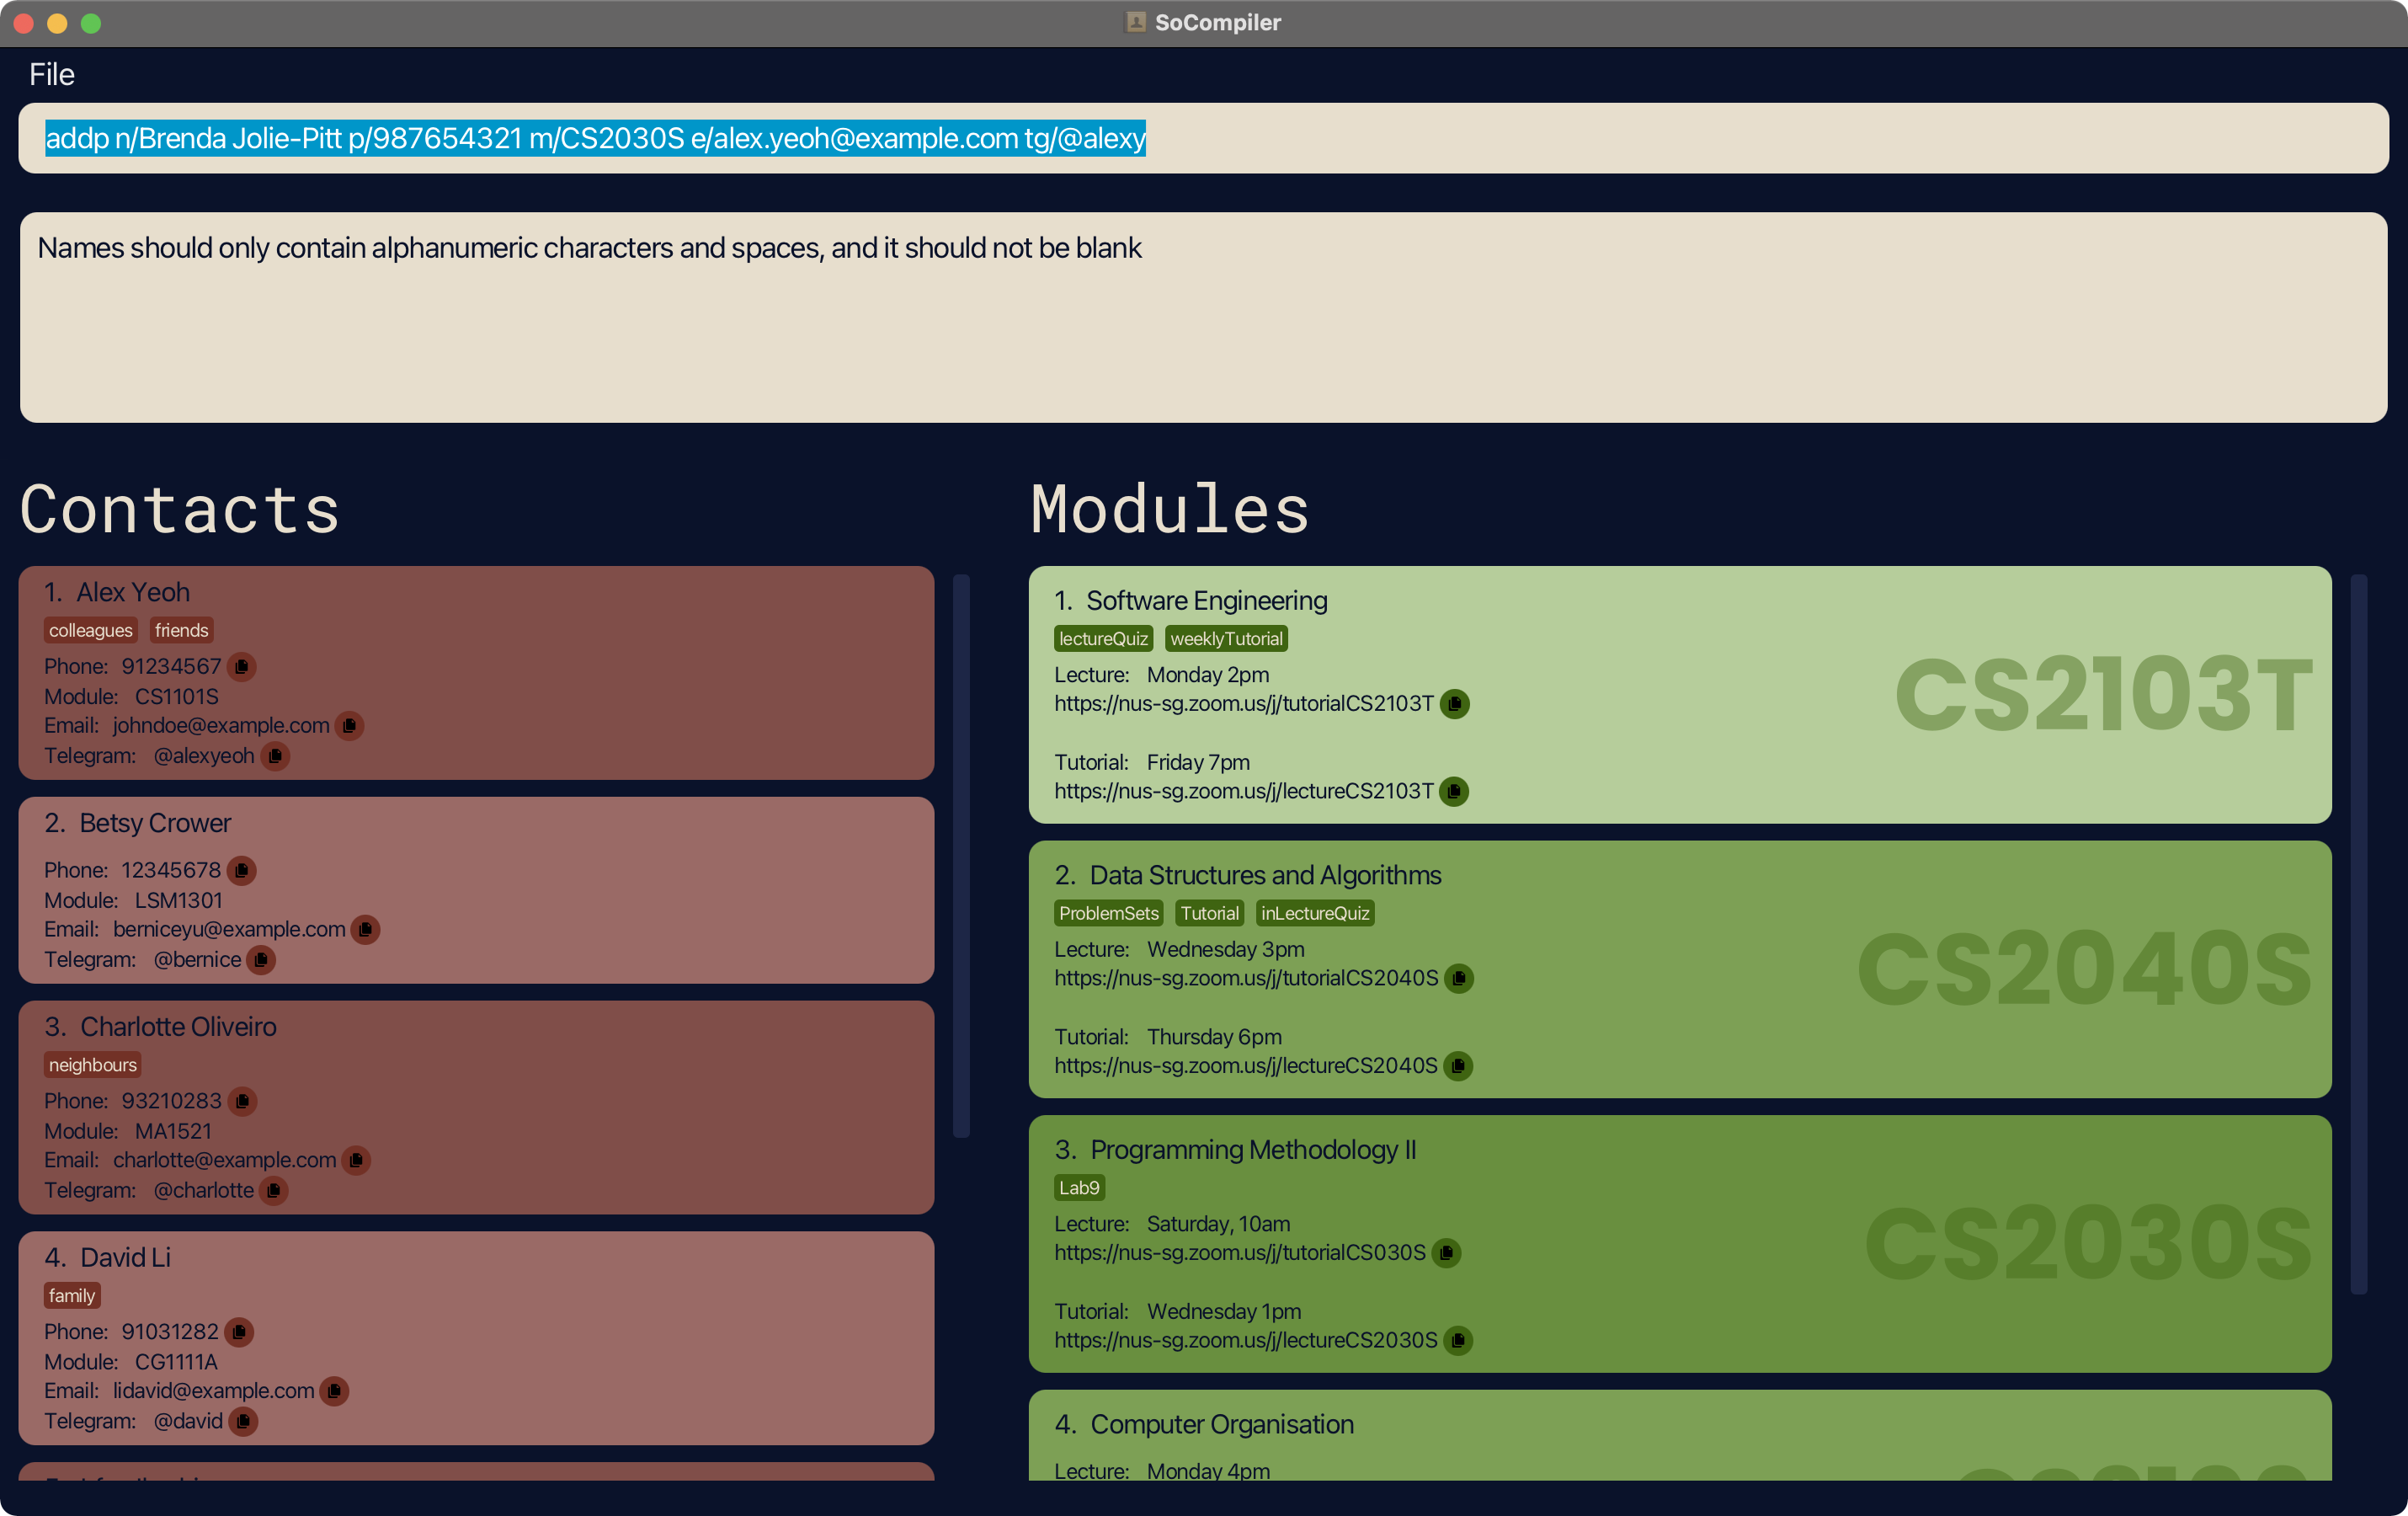 SoCompiler
File
addp n/Brenda Jolie-Pitt p/987654321 m/CS2030S e/alex.yeoh@example.com tg/@alexy
Names should only contain alphanumeric characters and spaces, and it should not be blank
Contacts
1. Alex Yeoh
colleagues friends
Phone: 91234567
Module: CS1101S
Email: johndoe@example.com
Telegram: @alexyeoh
2. Betsy Crower
Phone: 12345678
Module: LSM1301
Email: berniceyu@example.com
Telegram: @bernice
3. Charlotte Oliveiro
neighbours
Phone: 93210283
Module: MA1521
Email: charlotte@example.com
Telegram: @charlotte
4. David Li
family
Phone: 91031282
Module: CG1111A
Email: lidavid@example.com
Telegram: @david
Modules
1. Software Engineering
lectureQuiz weeklyTutorial
Lecture: Monday 2pm
https://nus-sg.zoom.us/j/tutorialCS2103T
Tutorial: Friday 7pm
https://nus-sg.zoom.us/j/lectureCS2103T
CS2103T
2. Data Structures and Algorithms
ProblemSets Tutorial inLectureQuiz
Lecture: Wednesday 3pm
https://nus-sg.zoom.us/j/tutorialCS2040S
Tutorial: Thursday 6pm
https://nus-sg.zoom.us/j/lectureCS2040S
CS2040S
3. Programming Methodology II
Lab9
Lecture: Saturday, 10am
https://nus-sg.zoom.us/j/tutorialCS030S
Tutorial: Wednesday 1pm
https://nus-sg.zoom.us/j/lectureCS2030S
CS2030S
4. Computer Organisation
Lecture: Monday 4pm